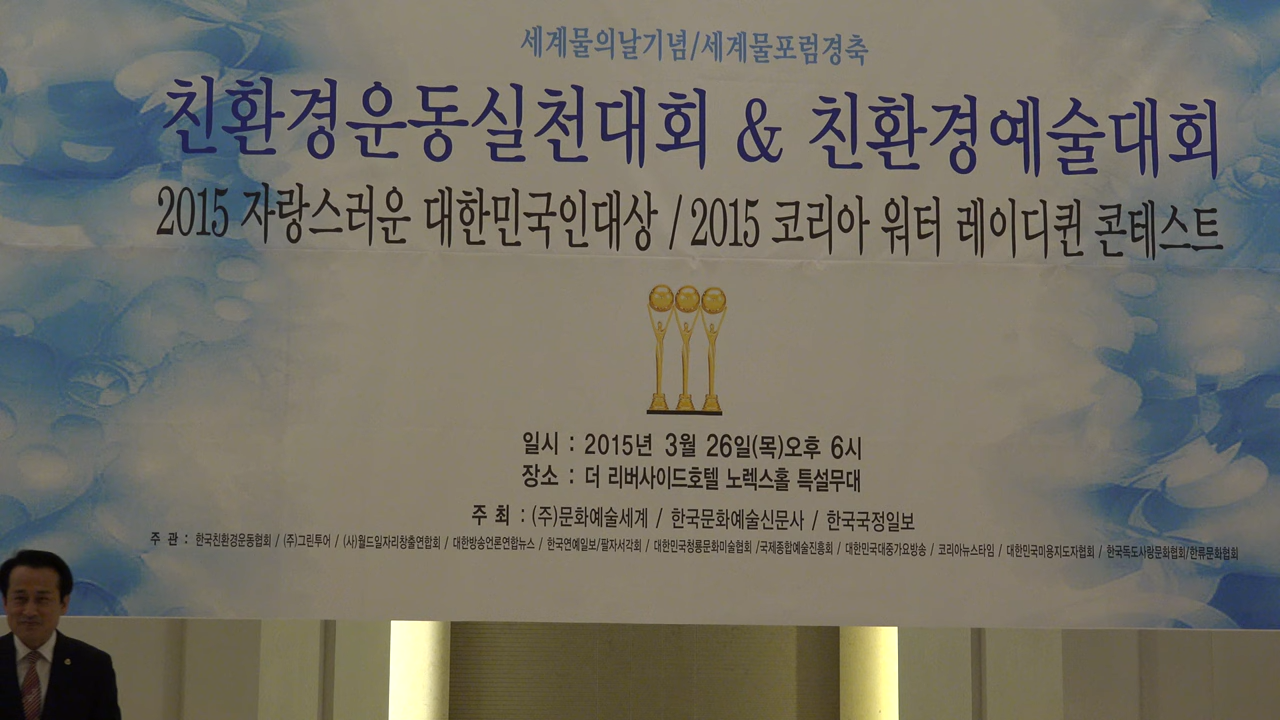 세계물의날기념/세계물포럼경축
친환경운동실천대회 & 친환경예술대회
2015 자랑스러운 대한민국인대상 / 2015 코리아 워터 레이디퀸 콘테스트
일시 : 2015년 3월 26일(목)오후 6시
장소 : 더 리버사이드호텔 노렉스홀 특설무대
주 최 : (주)문화예술세계 / 한국문화예술신문사 / 한국국정일보
주 관 : 한국친환경운동협회 / (주)그린투어 / (사)월드일자리창출연합회 / 대한방송언론연합뉴스 / 한국연예일보/팔자서각회 / 대한민국청룡문화미술협회 /국제종합예술진흥회 / 대한민국대중가요방송 / 코리아뉴스타임 / 대한민국미용지도자협회 / 한국독도사랑문화협회/한류문화협회